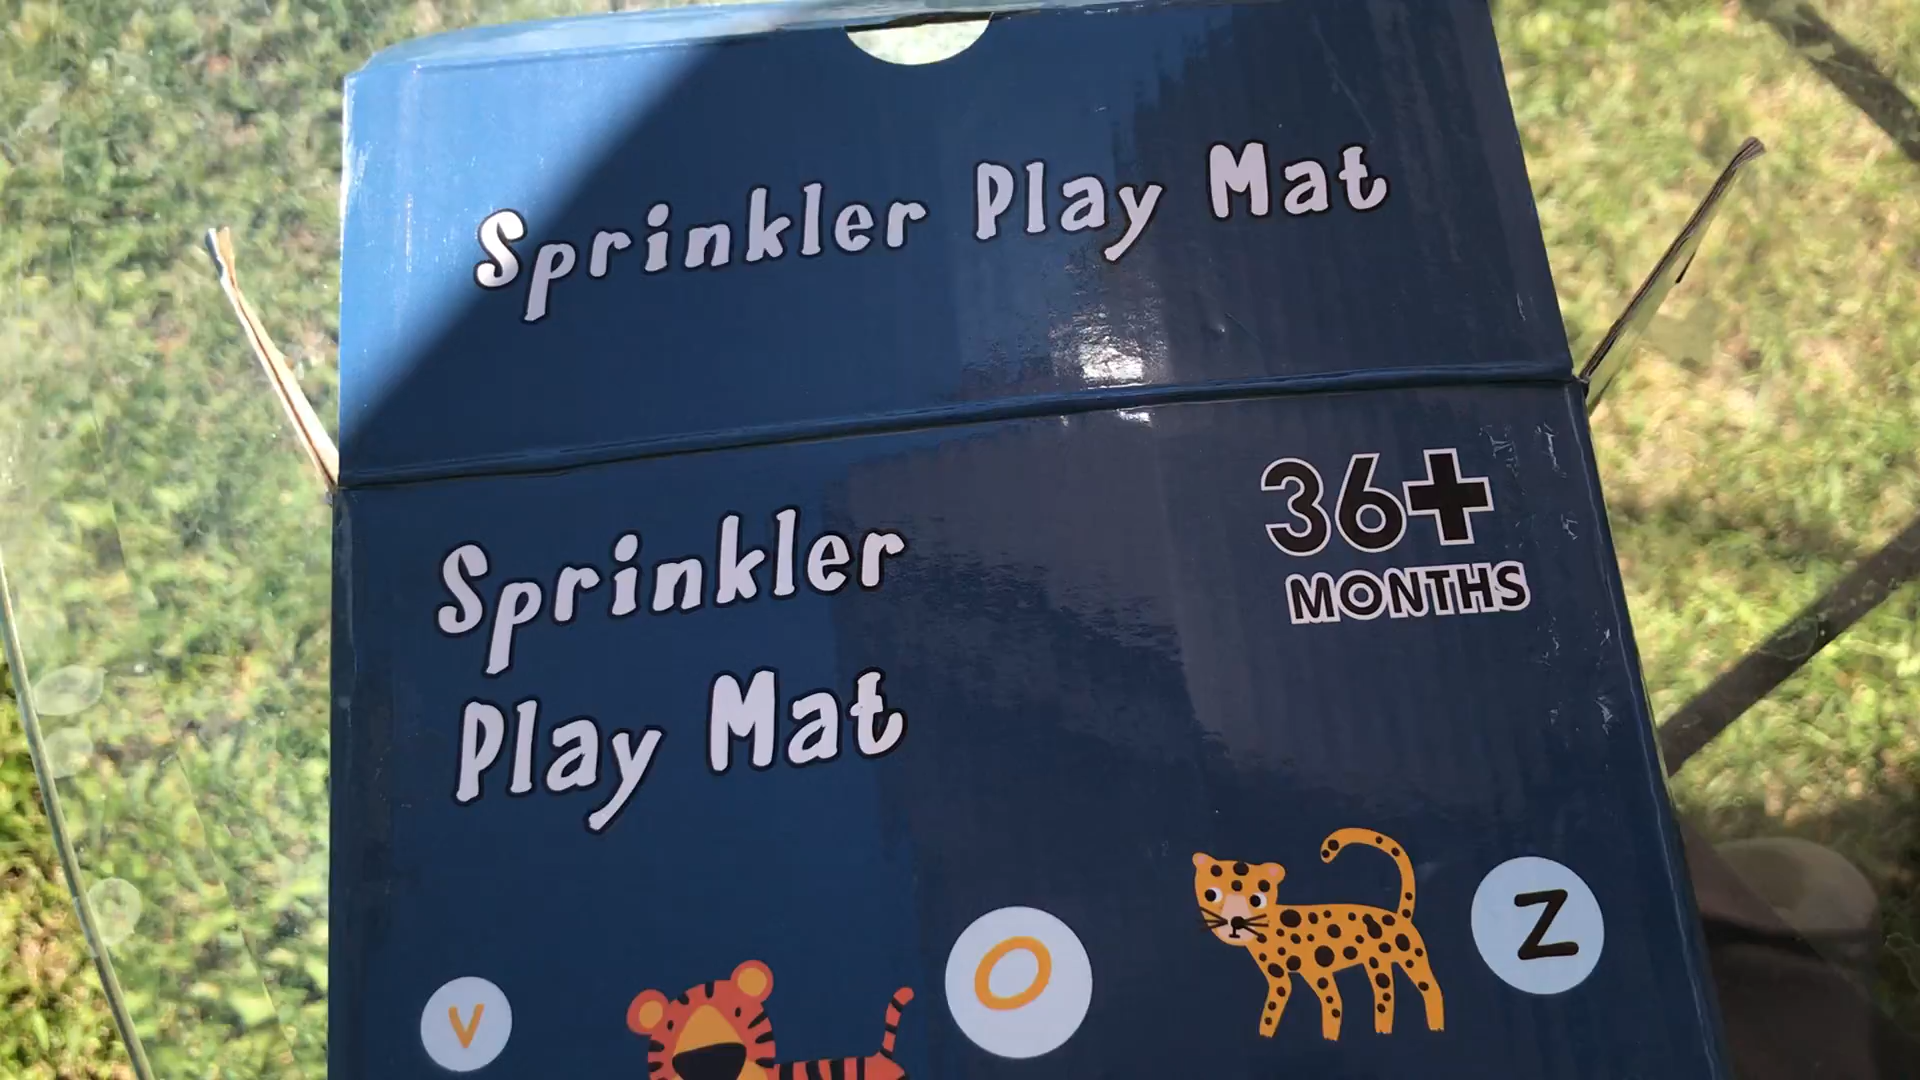 Sprinkler Play Mat
36+
MONTHS
Sprinkler
Play Mat
V
O
Z